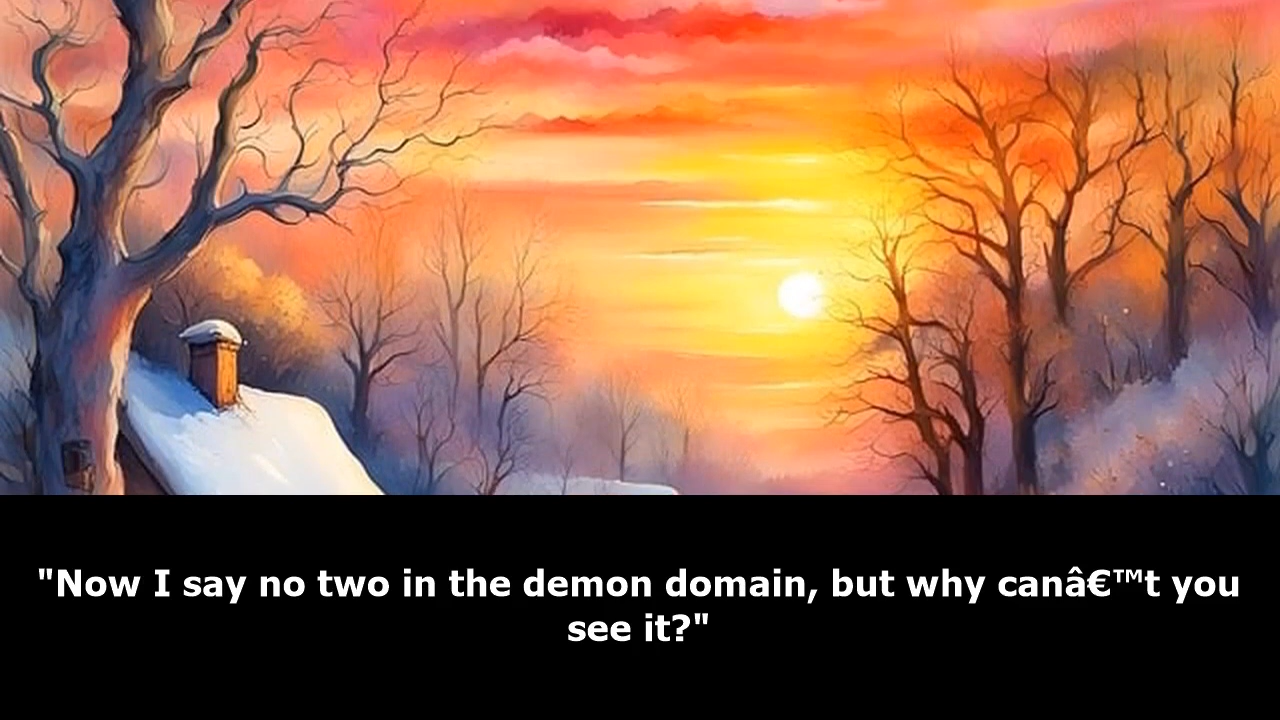 "Now I say no two in the demon domain, but why canâ€™t you
see it?"